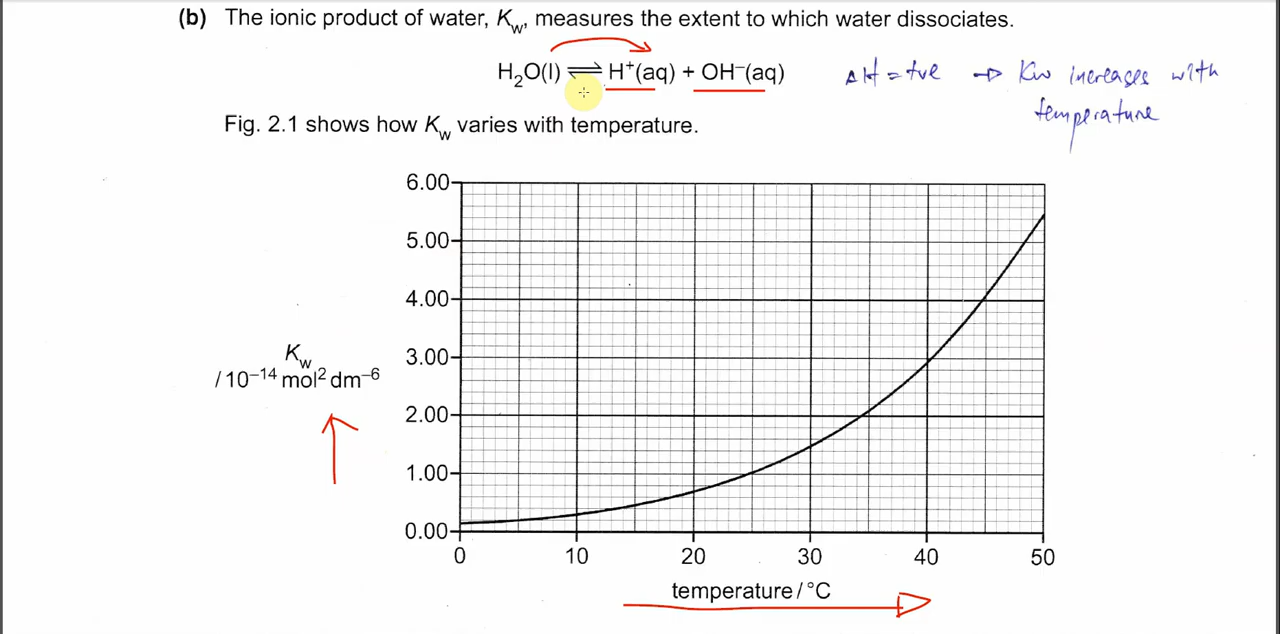 (b) The ionic product of water, Kw, measures the extent to which water dissociates.
H₂O(l) ⇌ H⁺(aq) + OH⁻(aq)
ΔH = +ve → Kw increases with
temperature
Fig. 2.1 shows how Kw varies with temperature.
6.00
5.00
4.00
3.00
2.00
1.00
0.00
Kw
/ 10⁻¹⁴ mol² dm⁻⁶
0 10 20 30 40 50
temperature / °C